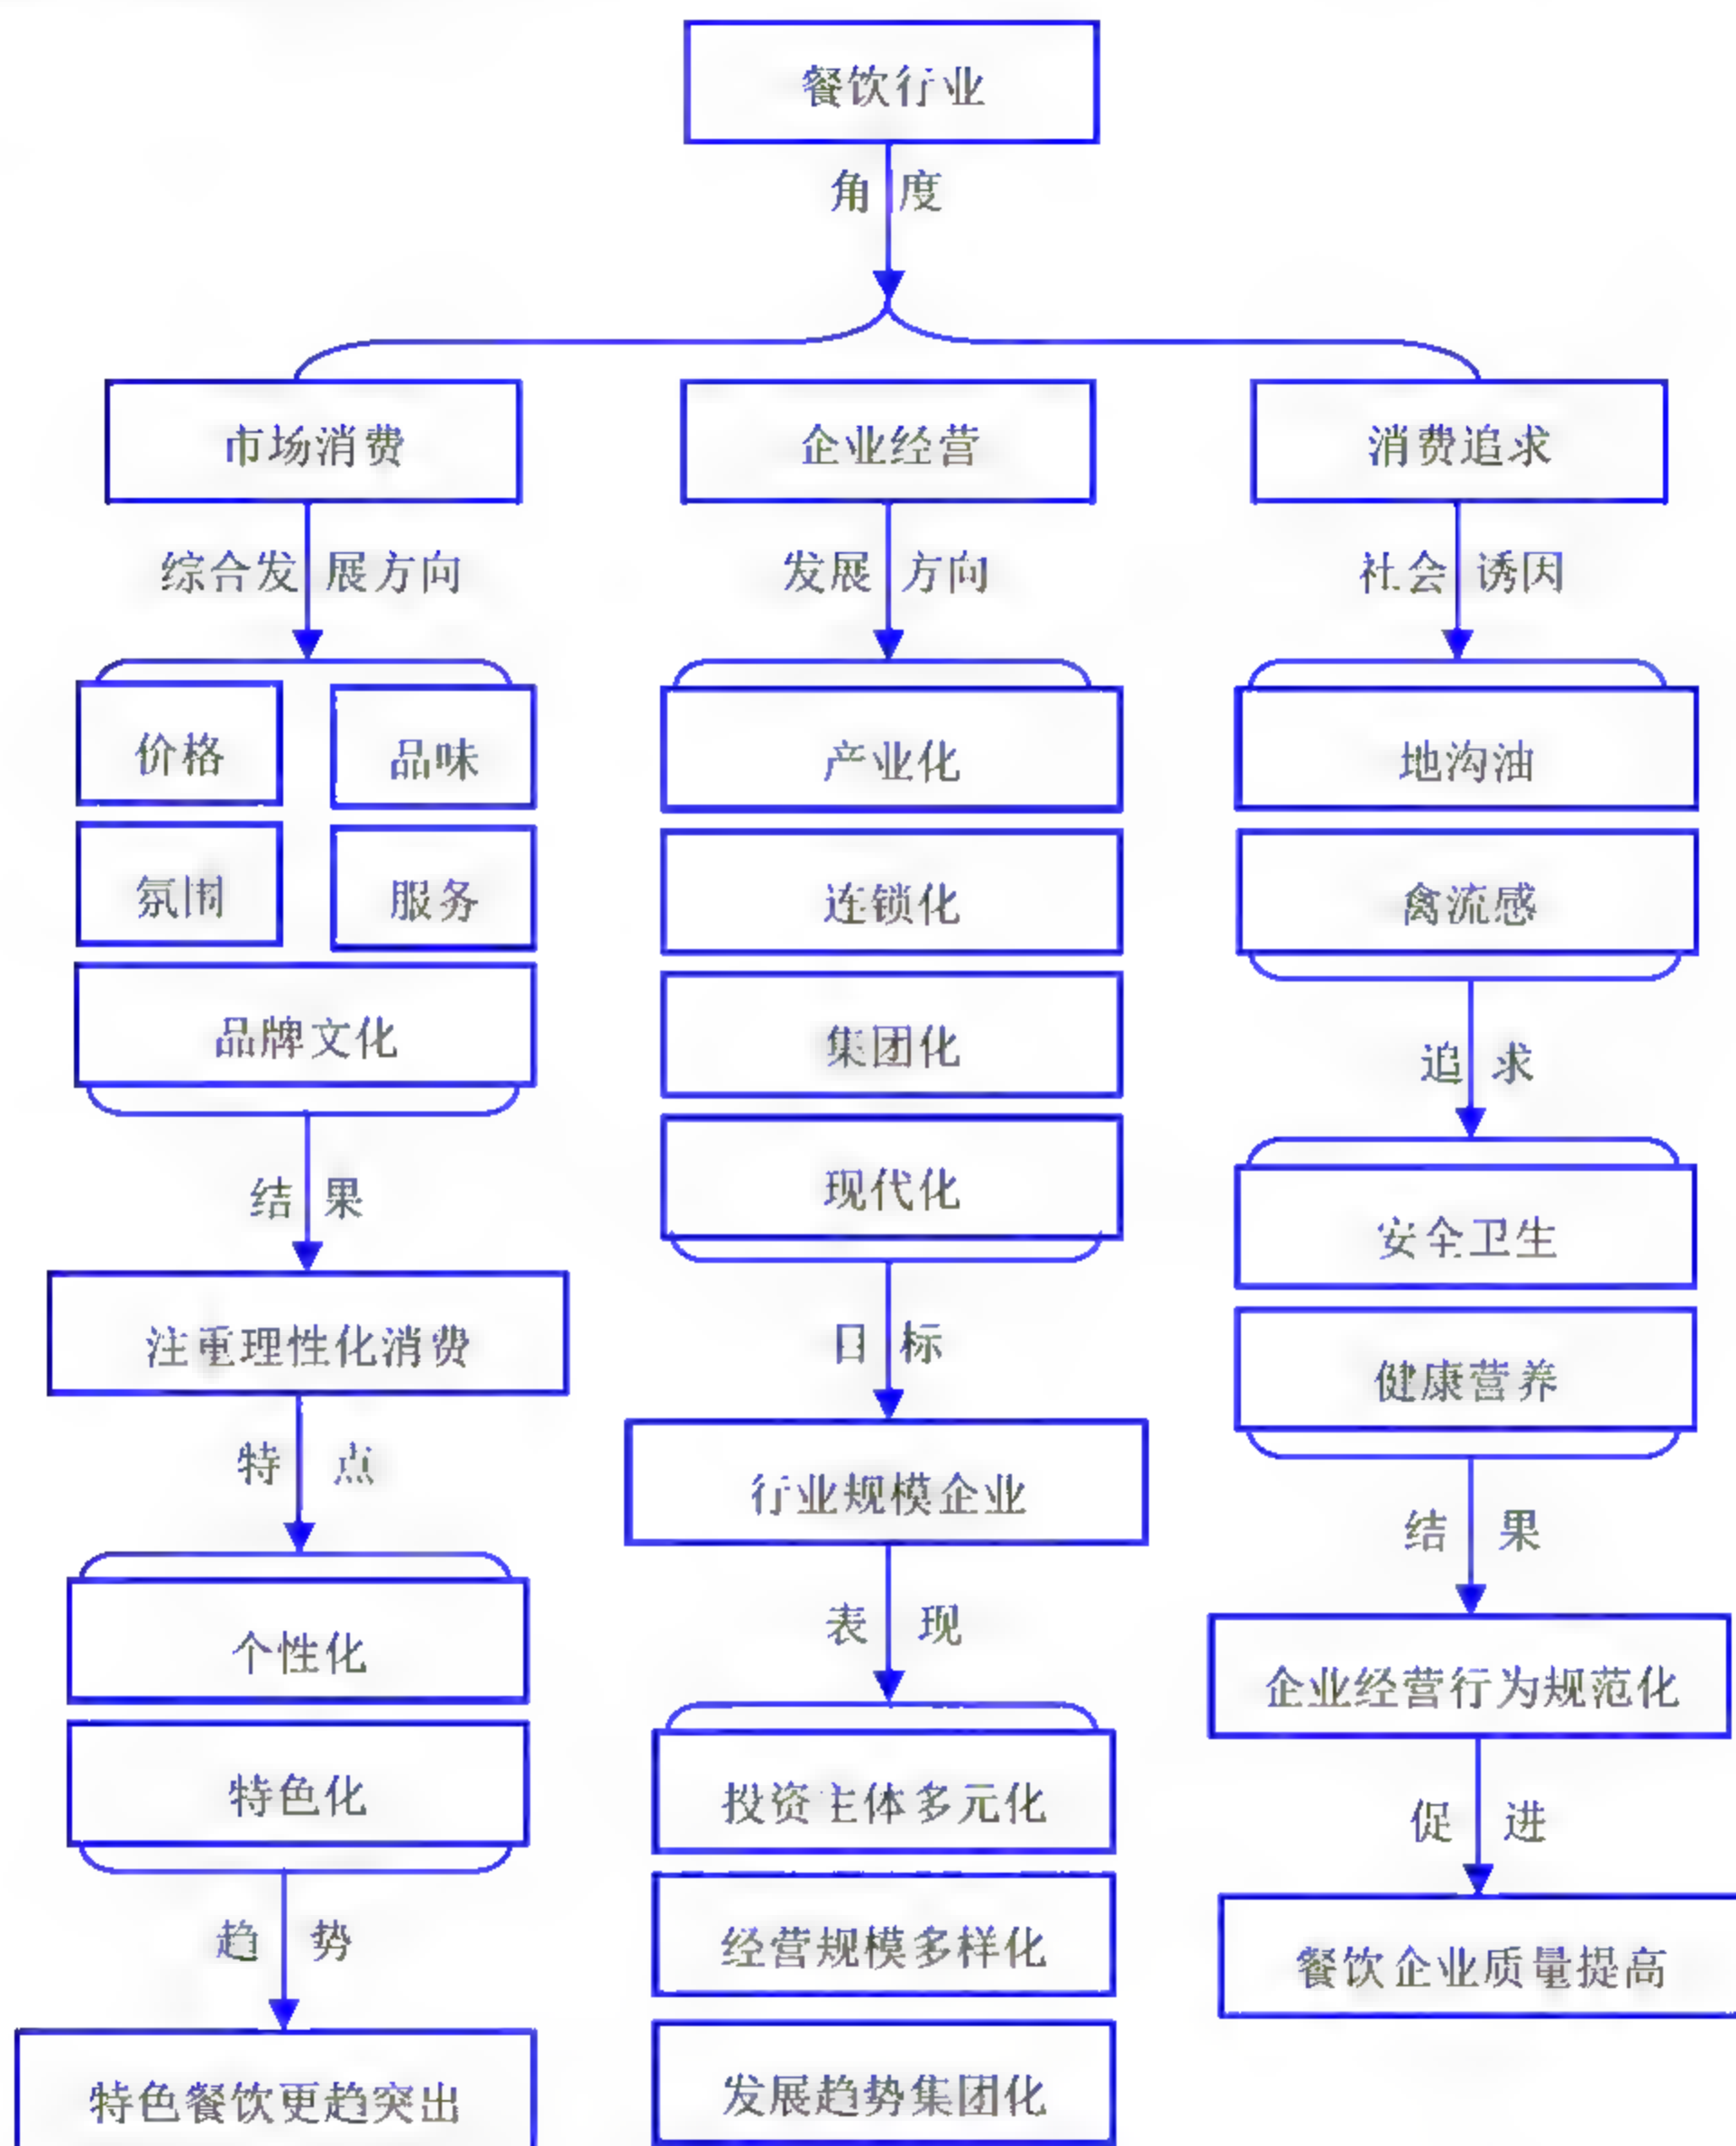 餐饮行业
角 度
市场消费
企业经营
消费追求
综合发 展方向
发展 方向
社会 诱因
价格
品味
产业化
地沟油
氛围
服务
连锁化
禽流感
品牌文化
集团化
追 求
结 果
现代化
安全卫生
注重理性化消费
目 标
健康营养
特 点
行业规模企业
结 果
个性化
表 现
企业经营行为规范化
特色化
投资主体多元化
促 进
趋 势
经营规模多样化
餐饮企业质量提高
特色餐饮更趋突出
发展趋势集团化